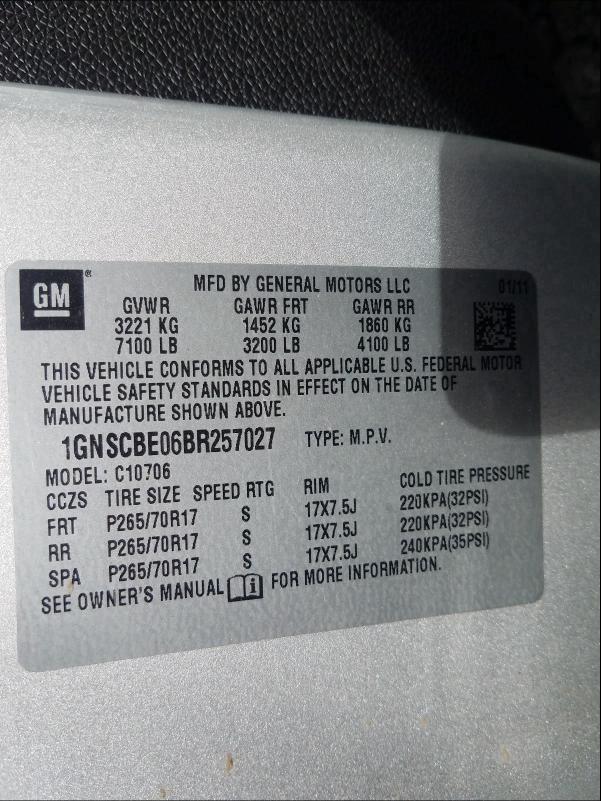 GM®
MFD BY GENERAL MOTORS LLC 01/11
GVWR GAWR FRT GAWR RR
3221 KG 1452 KG 1860 KG
7100 LB 3200 LB 4100 LB
THIS VEHICLE CONFORMS TO ALL APPLICABLE U.S. FEDERAL MOTOR
VEHICLE SAFETY STANDARDS IN EFFECT ON THE DATE OF
MANUFACTURE SHOWN ABOVE.
1GNSCBE06BR257027 TYPE: M.P.V.
MODEL: C10706
CCZS TIRE SIZE SPEED RTG RIM COLD TIRE PRESSURE
FRT P265/70R17 S 17X7.5J 220KPA(32PSI)
RR P265/70R17 S 17X7.5J 220KPA(32PSI)
SPA P265/70R17 S 17X7.5J 240KPA(35PSI)
SEE OWNER'S MANUAL i FOR MORE INFORMATION.